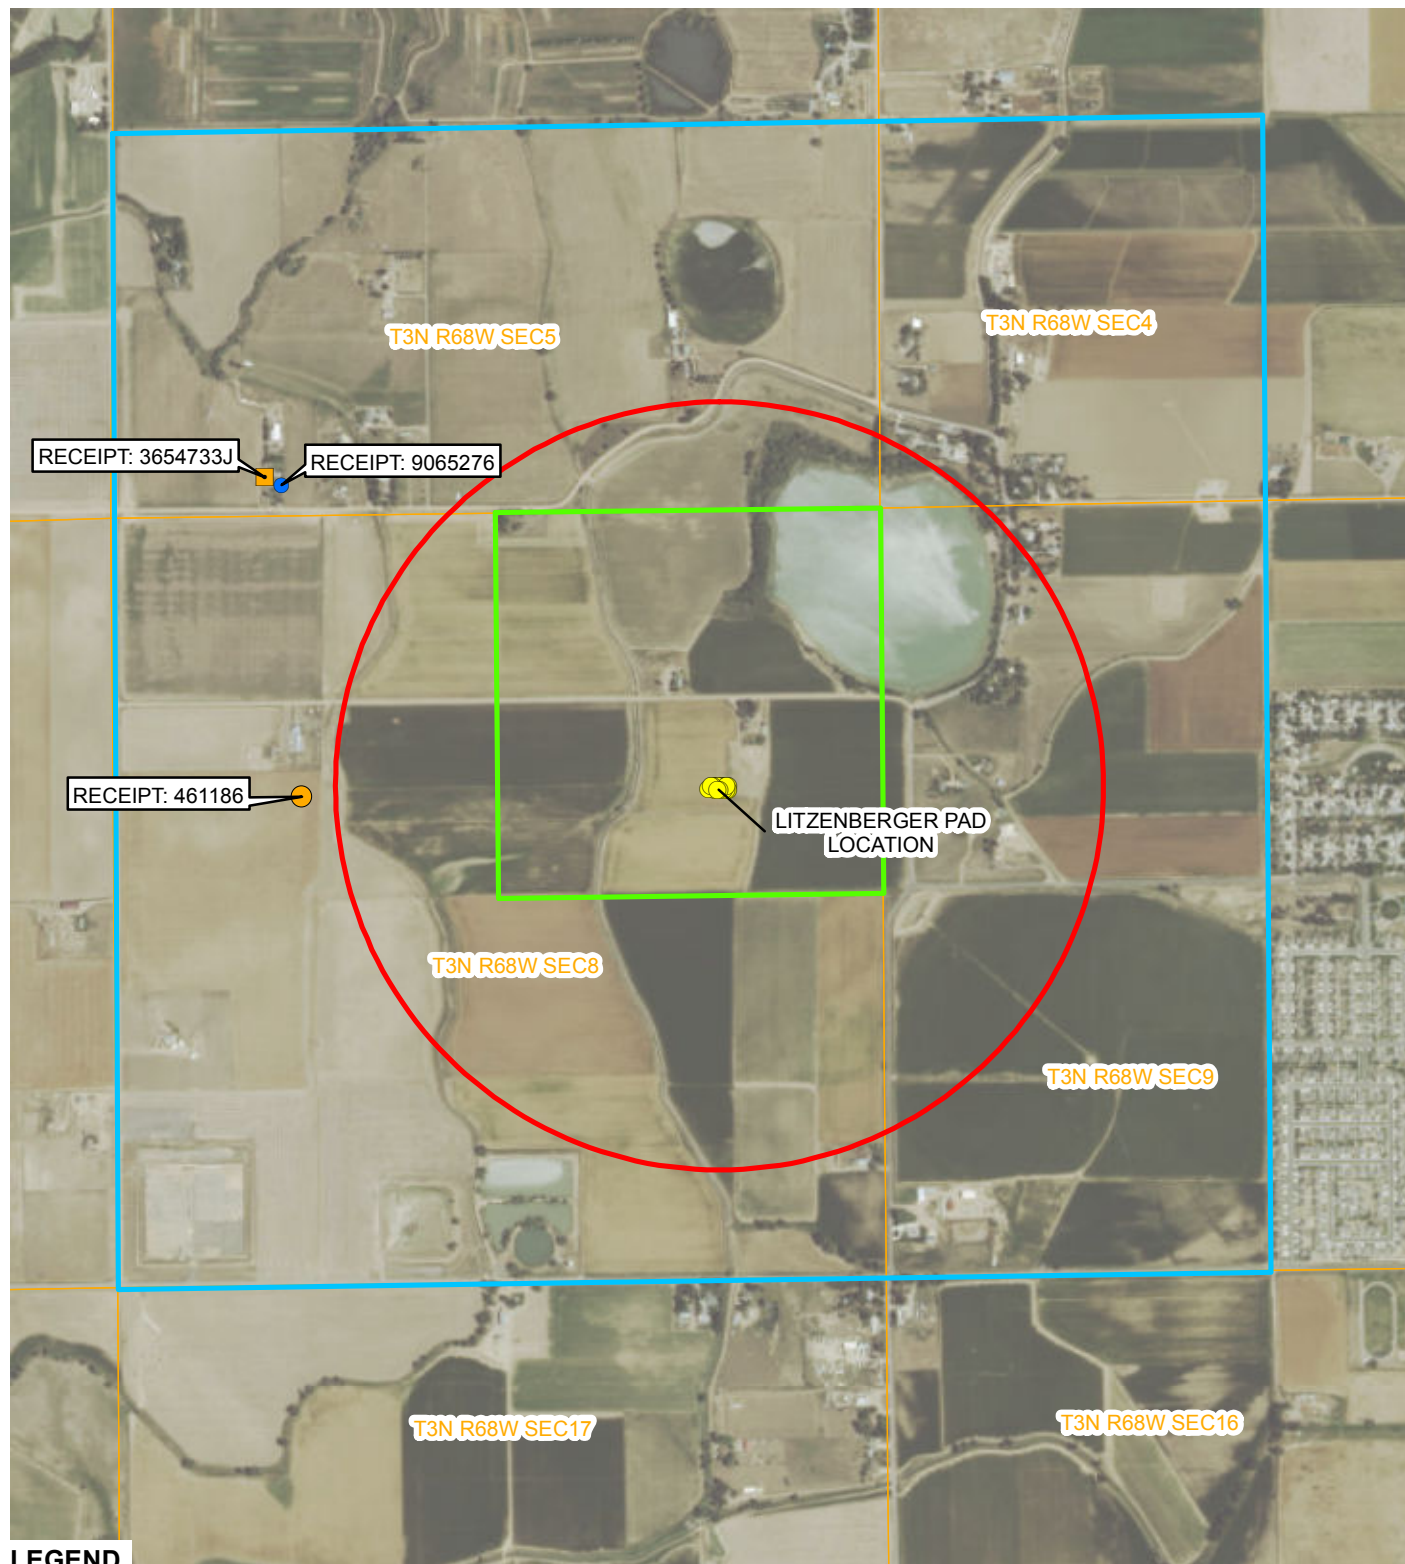 T3N R68W SEC5
T3N R68W SEC4
RECEIPT: 3654733J
RECEIPT: 9065276
RECEIPT: 461186
LITZENBERGER PAD
LOCATION
T3N R68W SEC8
T3N R68W SEC9
T3N R68W SEC17
T3N R68W SEC16
LEGEND